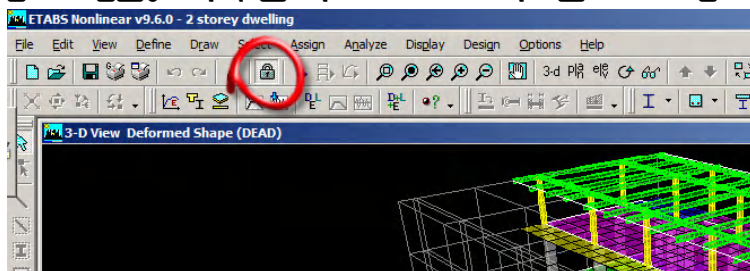 ETABS Nonlinear v9.6.0 - 2 storey dwelling
File Edit View Define Draw Select Assign Analyze Display Design Options Help
3-d
3-D View Deformed Shape (DEAD)